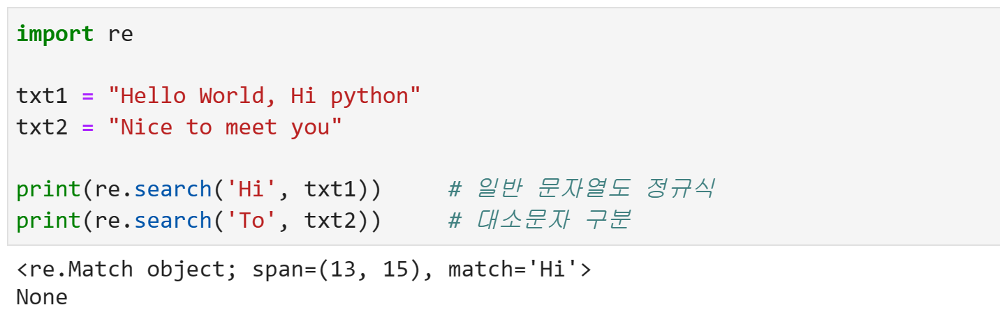 import re
txt1 = "Hello World, Hi python"
txt2 = "Nice to meet you"
print(re.search('Hi', txt1))     # 일반 문자열도 정규식
print(re.search('To', txt2))     # 대소문자 구분
<re.Match object; span=(13, 15), match='Hi'>
None